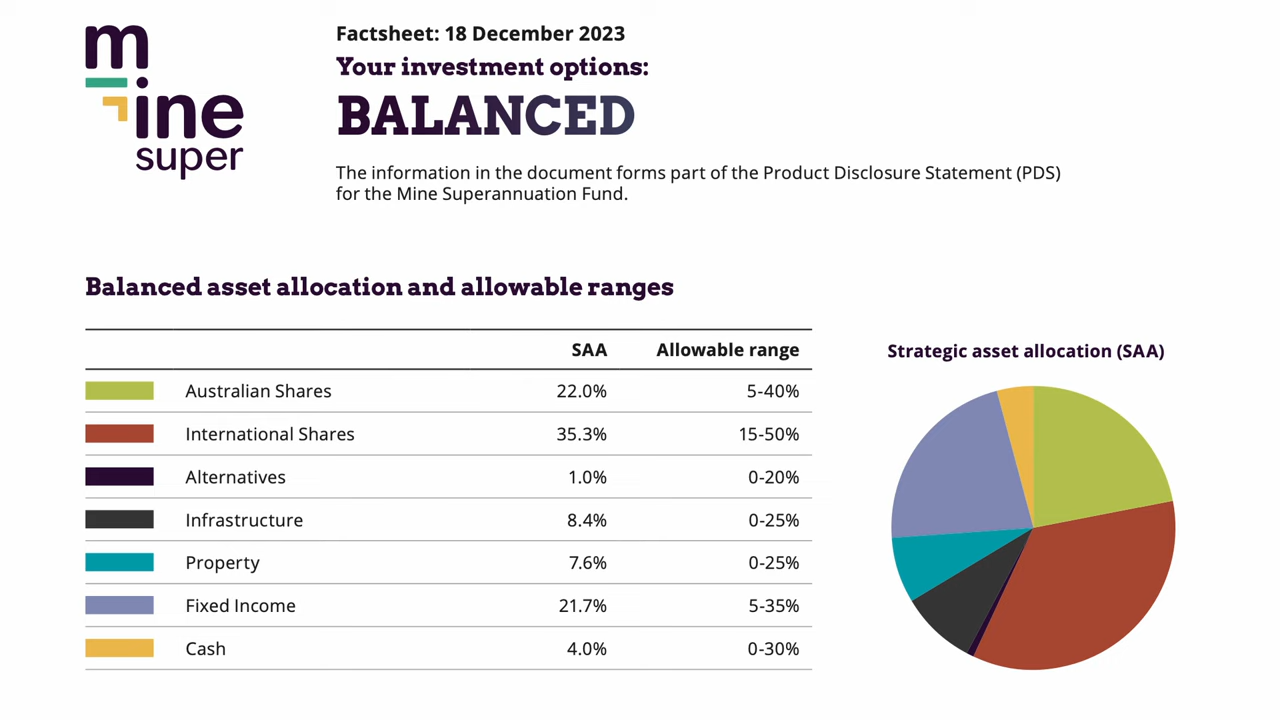 mine
super
Factsheet: 18 December 2023
Your investment options:
BALANCED
The information in the document forms part of the Product Disclosure Statement (PDS)
for the Mine Superannuation Fund.
Balanced asset allocation and allowable ranges
SAA Allowable range
Australian Shares 22.0% 5-40%
International Shares 35.3% 15-50%
Alternatives 1.0% 0-20%
Infrastructure 8.4% 0-25%
Property 7.6% 0-25%
Fixed Income 21.7% 5-35%
Cash 4.0% 0-30%
Strategic asset allocation (SAA)